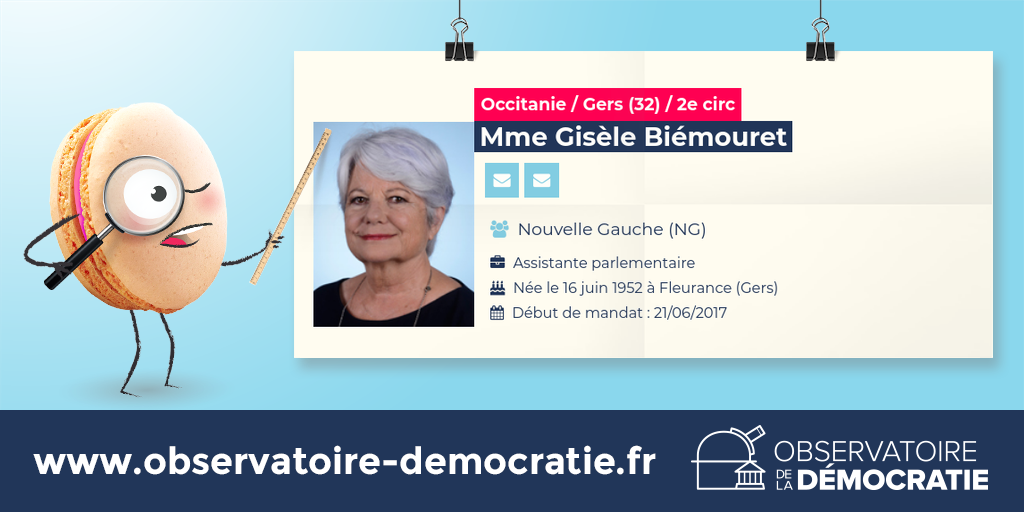 Occitanie / Gers (32) / 2e circ
Mme Gisèle Biémouret
Nouvelle Gauche (NG)
Assistante parlementaire
Née le 16 juin 1952 à Fleurance (Gers)
Début de mandat : 21/06/2017
www.observatoire-democratie.fr
OBSERVATOIRE
DE LA DÉMOCRATIE